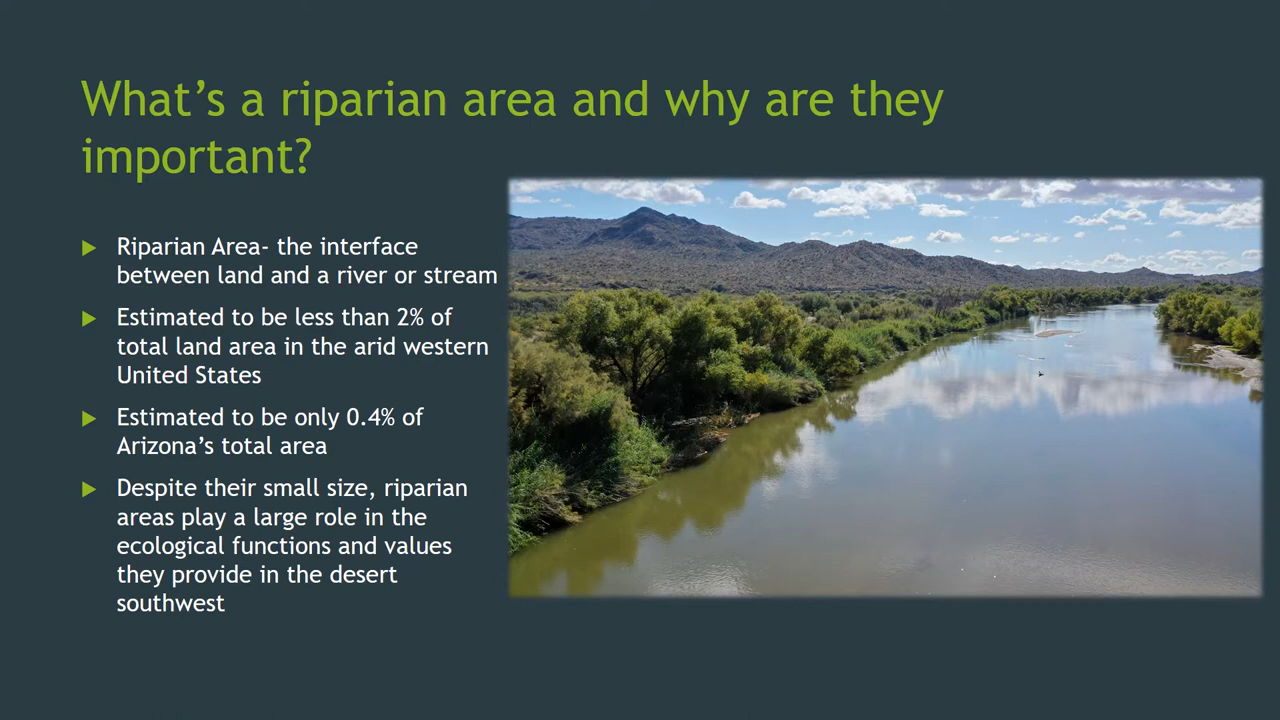 What's a riparian area and why are they
important?
Riparian Area- the interface
between land and a river or stream
Estimated to be less than 2% of
total land area in the arid western
United States
Estimated to be only 0.4% of
Arizona's total area
Despite their small size, riparian
areas play a large role in the
ecological functions and values
they provide in the desert
southwest